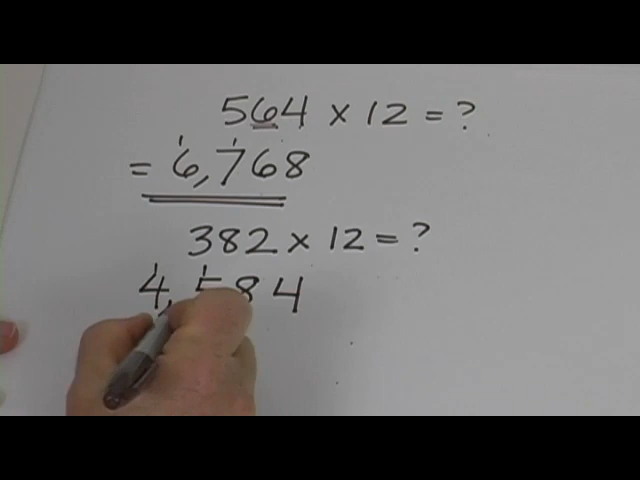 564 x 12 = ?
= 6,768
382 x 12 = ?
4,584